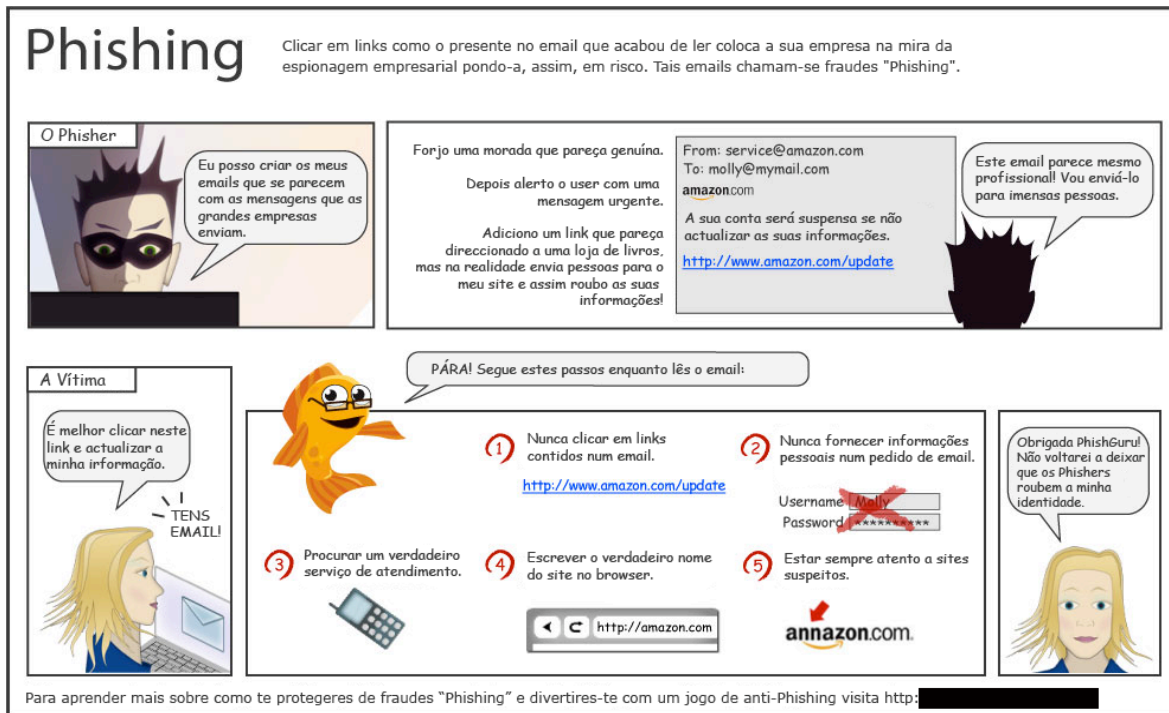 Phishing
Clicar em links como o presente no email que acabou de ler coloca a sua empresa na mira da
espionagem empresarial pondo-a, assim, em risco. Tais emails chamam-se fraudes "Phishing".
O Phisher
Eu posso criar os meus
emails que se parecem
com as mensagens que as
grandes empresas
enviam.
Forjo uma morada que pareça genuína.
Depois alerto o user com uma
mensagem urgente.
Adiciono um link que pareça
direccionado a uma loja de livros,
mas na realidade envia pessoas para o
meu site e assim roubo as suas
informações!
From: service@amazon.com
To: molly@mymail.com
amazon.com
A sua conta será suspensa se não
actualizar as suas informações.
http://www.amazon.com/update
Este email parece mesmo
profissional! Vou enviá-lo
para imensas pessoas.
A Vítima
É melhor clicar neste
link e actualizar a
minha irformação.
TENS
EMAIL!
PÁRA! Segue estes passos enquanto lês o email:
1
Nunca clicar em links
contidos num email.
http://www.amazon.com/update
2
Nunca fornecer informações
pessoais num pedido de email.
Username Molly
Password **********
3
Procurar um verdadeiro
serviço de atendimento.
4
Escrever o verdadeiro nome
do site no browser.
http://amazon.com
5
Estar sempre atento a sites
suspeitos.
annazon.com.
Obrigada PhishGuru!
Não voltarei a deixar
que os Phishers
roubem a minha
identidade.
Para aprender mais sobre como te protegeres de fraudes “Phishing” e divertires-te com um jogo de anti-Phishing visita http: